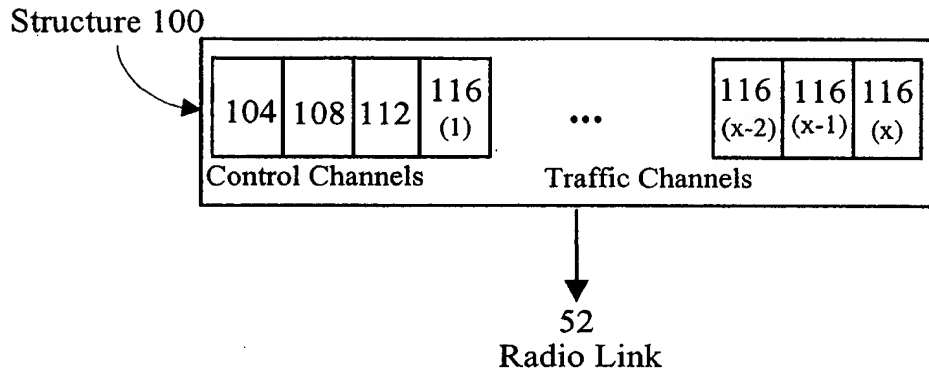 Structure 100
104 108 112 116 ... 116 116 116
(1) (x-2) (x-1) (x)
Control Channels Traffic Channels
52
Radio Link